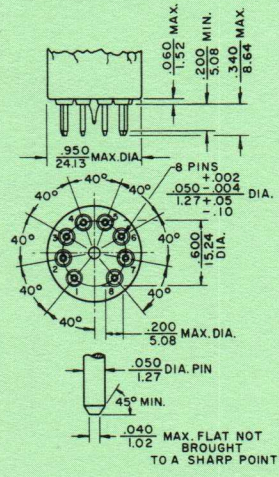 .060 MAX.
1.52
.200 MIN.
5.08
.340 MAX.
8.64
.950 MAX. DIA.
24.13
40°
40°
40°
8 PINS
+.002
.050 -.004 DIA.
1.27 +.05
-.10
40°
40°
4
5
3
6
2
7
1
8
.600
15.24
DIA.
40°
40°
.200 MAX. DIA.
5.08
.050 DIA. PIN
1.27
45° MIN.
.040
1.02
MAX. FLAT NOT
BROUGHT
TO A SHARP POINT